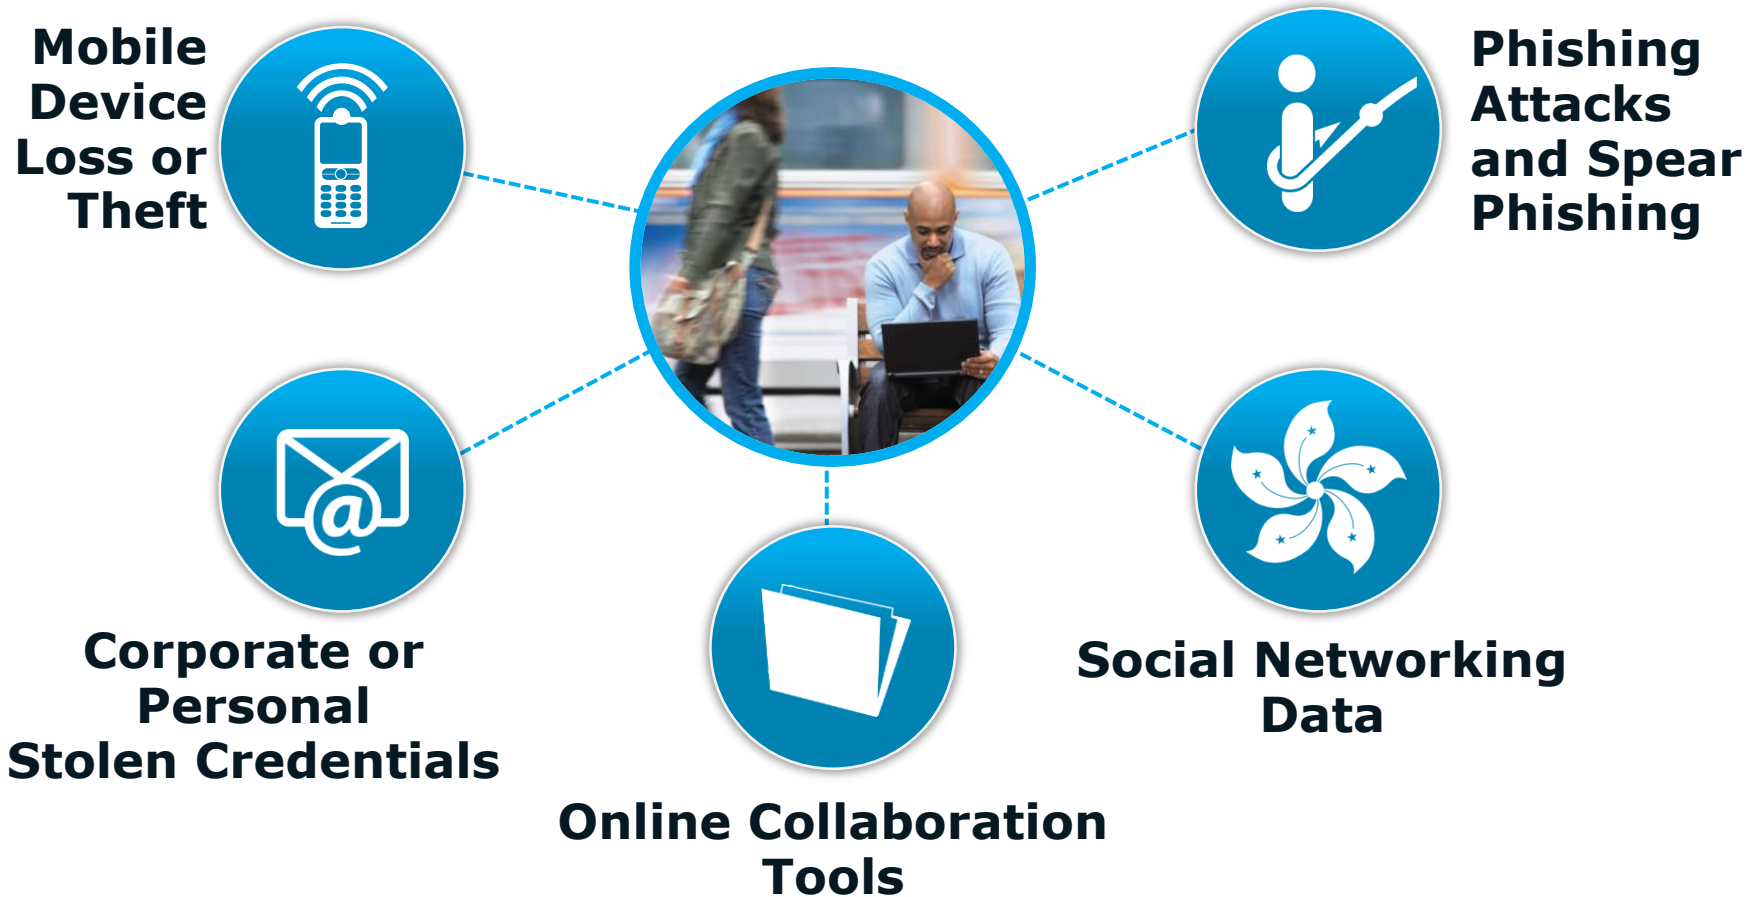 Mobile
Device
Loss or
Theft
Phishing
Attacks
and Spear
Phishing
Corporate or
Personal
Stolen Credentials
Social Networking
Data
Online Collaboration
Tools
@